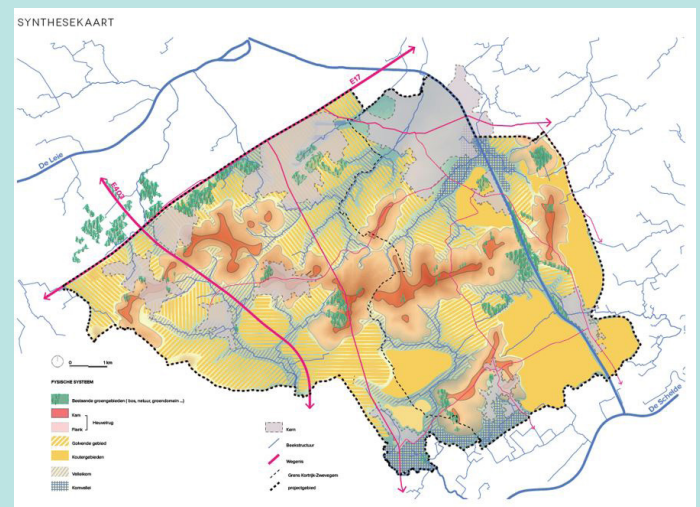 SYNTHESEKAART
E17
De Leie
E403
De Schelde
0 1 km
FYSISCHE SYSTEEM
Bestaande groengebieden ( bos, natuur, groendomein ...)
Kern
Flank
Heuvelrug
Golvende gebied
Koutergebieden
Valleikom
Komvallei
Kern
Beekstructuur
Wegenis
Grens Kortrijk Zwevegem
projectgebied